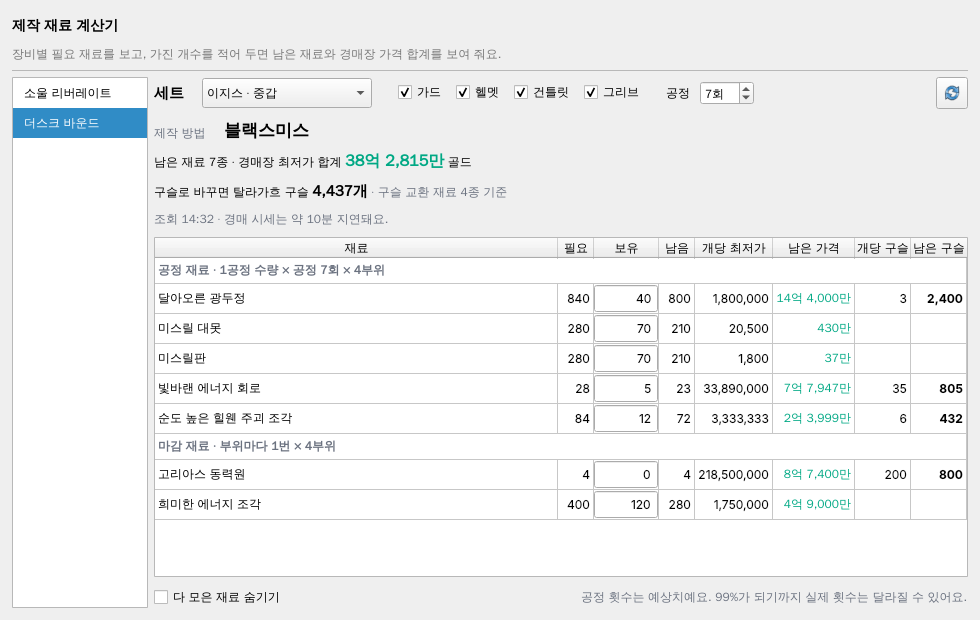 제작 재료 계산기
장비별 필요 재료를 보고, 가진 개수를 적어 두면 남은 재료와 경매장 가격 합계를 보여 줘요.
소울 리버레이트
더스크 바운드
세트 이지스 · 중갑 가드 헬멧 건틀릿 그리브 공정 7회
제작 방법 블랙스미스
남은 재료 7종 · 경매장 최저가 합계 38억 2,815만 골드
구슬로 바꾸면 탈라가흐 구슬 4,437개 · 구슬 교환 재료 4종 기준
조회 14:32 · 경매 시세는 약 10분 지연돼요.
재료 필요 보유 남음 개당 최저가 남은 가격 개당 구슬 남은 구슬
공정 재료 · 1공정 수량 × 공정 7회 × 4부위
달아오른 광두정 840 40 800 1,800,000 14억 4,000만 3 2,400
미스릴 대못 280 70 210 20,500 430만
미스릴판 280 70 210 1,800 37만
빛바랜 에너지 회로 28 5 23 33,890,000 7억 7,947만 35 805
순도 높은 힐웬 주괴 조각 84 12 72 3,333,333 2억 3,999만 6 432
마감 재료 · 부위마다 1번 × 4부위
고리아스 동력원 4 0 4 218,500,000 8억 7,400만 200 800
희미한 에너지 조각 400 120 280 1,750,000 4억 9,000만
다 모은 재료 숨기기
공정 횟수는 예상치예요. 99%가 되기까지 실제 횟수는 달라질 수 있어요.